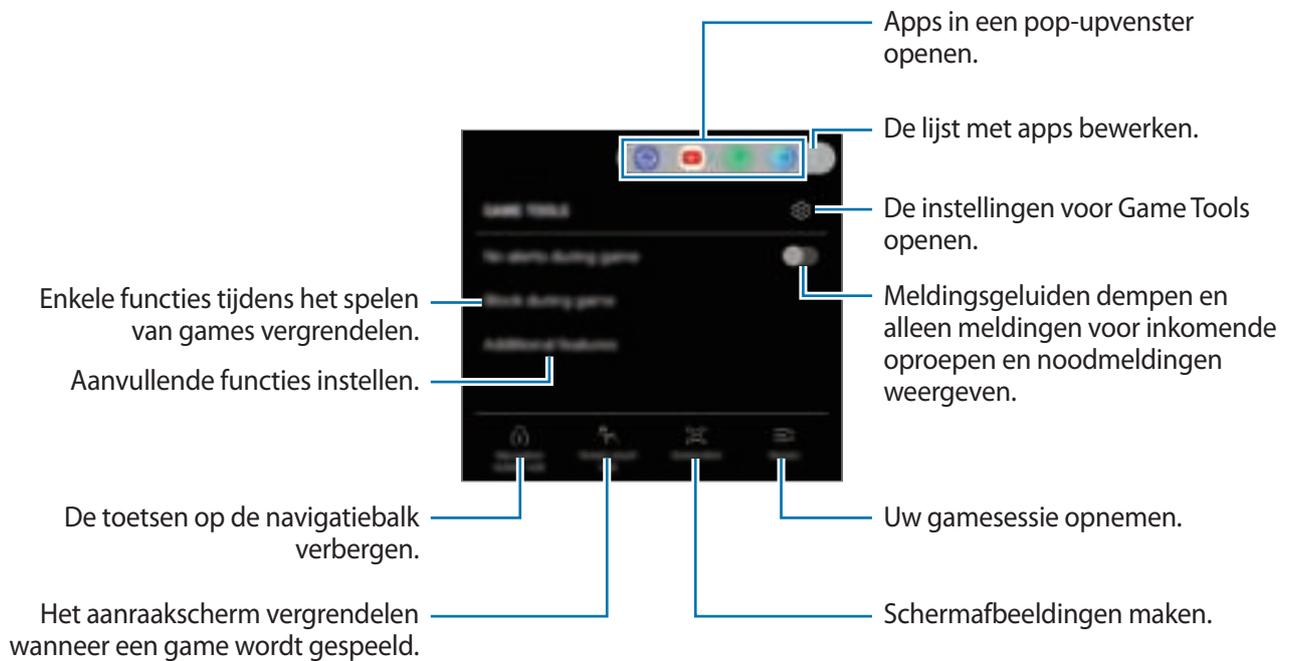 Apps in een pop-upvenster
openen.
De lijst met apps bewerken.
GAME TOOLS
De instellingen voor Game Tools
openen.
No alerts during game
Enkele functies tijdens het spelen
van games vergrendelen.
Block during game
Meldingsgeluiden dempen en
alleen meldingen voor inkomende
oproepen en noodmeldingen
weergeven.
Additional features
Aanvullende functies instellen.
De toetsen op de navigatiebalk
verbergen.
Uw gamesessie opnemen.
Het aanraakscherm vergrendelen
wanneer een game wordt gespeeld.
Schermafbeeldingen maken.